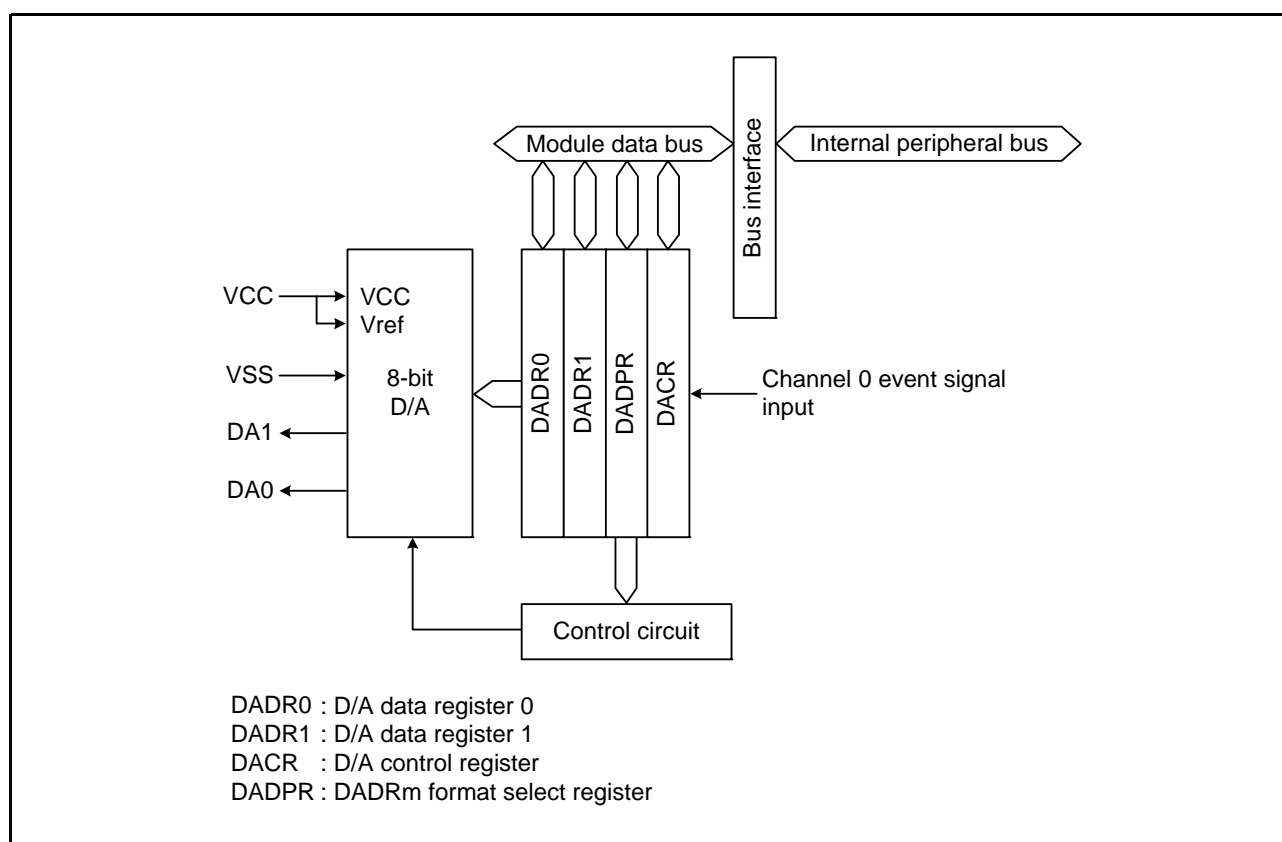 Module data bus
Bus interface
Internal peripheral bus
VCC
VCC
Vref
VSS
8-bit
D/A
DA1
DA0
DADR0
DADR1
DADPR
DACR
Channel 0 event signal
input
Control circuit
DADR0 : D/A data register 0
DADR1 : D/A data register 1
DACR : D/A control register
DADPR : DADRm format select register